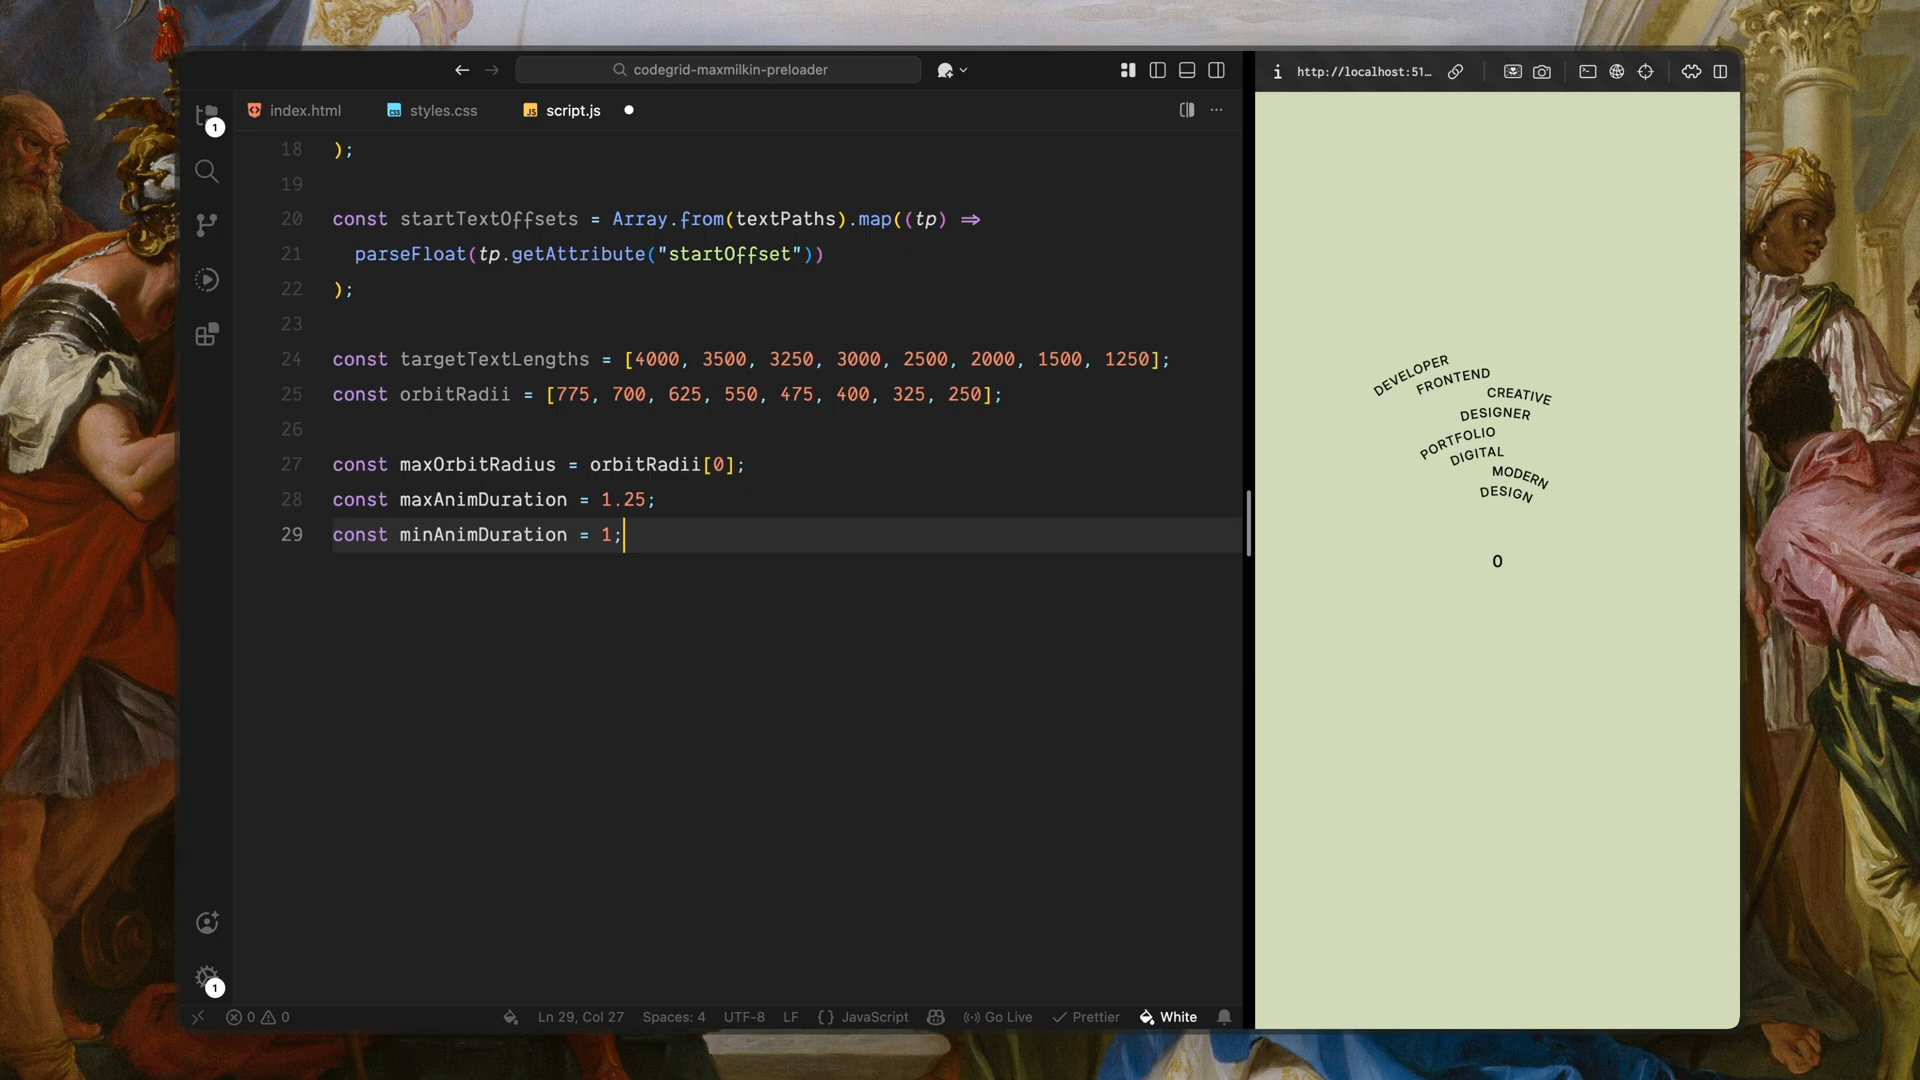 codegrid-maxmilkin-preloader
http://localhost:51...
index.html
styles.css
script.js
1
18 );
19
20 const startTextOffsets = Array.from(textPaths).map((tp) =>
21 parseFloat(tp.getAttribute("startOffset"))
22 );
23
24 const targetTextLengths = [4000, 3500, 3250, 3000, 2500, 2000, 1500, 1250];
25 const orbitRadii = [775, 700, 625, 550, 475, 400, 325, 250];
26
27 const maxOrbitRadius = orbitRadii[0];
28 const maxAnimDuration = 1.25;
29 const minAnimDuration = 1;
DEVELOPER
FRONTEND
CREATIVE
DESIGNER
PORTFOLIO
DIGITAL
MODERN
DESIGN
0
1
0 0 Ln 29, Col 27 Spaces: 4 UTF-8 LF {} JavaScript Go Live Prettier White